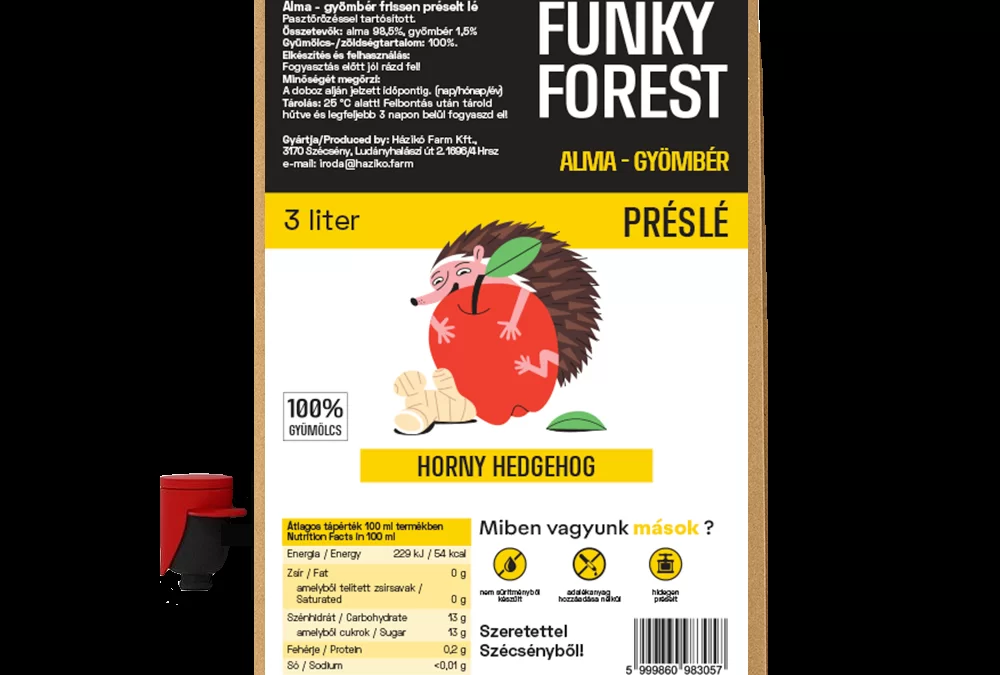 Alma - gyömbér frissen préselt lé
Pasztőrözéssel tartósított.
Összetevők: alma 98,5%, gyömbér 1,5%
Gyümölcs-/zöldségtartalom: 100%.
Elkészítés és felhasználás:
Fogyasztás előtt jól rázd fel!
Minőségét megőrzi:
A doboz alján jelzett időpontig. (nap/hónap/év)
Tárolás: 25 °C alatt! Felbontás után tárold
hűtve és legfeljebb 3 napon belül fogyaszd el!
Gyártja/Produced by: Házikó Farm Kft.,
3170 Szécsény, Ludányhalászi út 2. 1696/4 Hrsz
e-mail: iroda@haziko.farm
FUNKY
FOREST
ALMA - GYÖMBÉR
3 liter
PRÉSLÉ
100%
GYÜMÖLCS
HORNY HEDGEHOG
Átlagos tápérték 100 ml termékben
Nutrition Facts in 100 ml
Energia / Energy 229 kJ / 54 kcal
Zsír / Fat 0 g
amelyből telített zsírsavak /
Saturated 0 g
Szénhidrát / Carbohydrate 13 g
amelyből cukrok / Sugar 13 g
Fehérje / Protein 0,2 g
Só / Sodium <0,01 g
Miben vagyunk mások ?
nem sűrítményből
készült
adalékanyag
hozzáadása nélkül
hidegen
préselt
Szeretettel
Szécsényből!
5 999860 983057